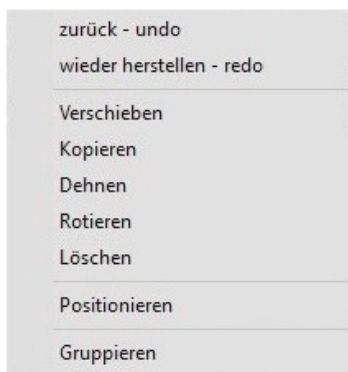 zurück - undo
wieder herstellen - redo
Verschieben
Kopieren
Dehnen
Rotieren
Löschen
Positionieren
Gruppieren